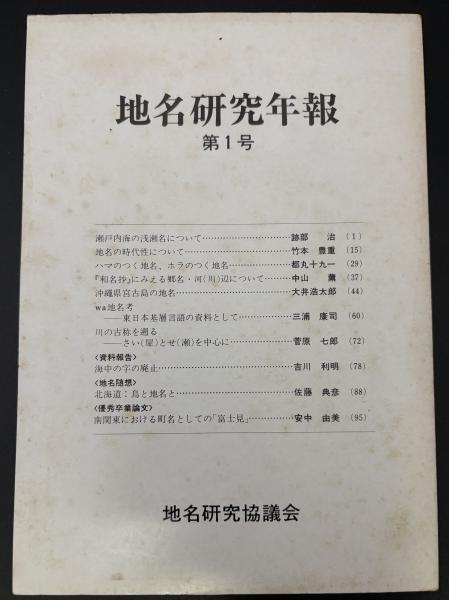 地名研究年報
第1号
瀬戸内海の浅瀬名について…………………………跡部 治 (1)
地名の時代性について………………………………竹本 豊重 (15)
ハマのつく地名、ホラのつく地名…………………都丸十九一 (29)
『和名抄』にみえる郷名・河(川)辺について………中山 薫 (37)
沖縄県宮古島の地名…………………………………大井浩太郎 (44)
wa地名考
――東日本基層言語の資料として…………………三浦 康司 (60)
川の古称を遡る
――さい(犀)とせ(瀬)を中心に……………………菅原 七郎 (72)
〈資料報告〉
海中の字の廃止………………………………………吉川 利明 (78)
〈地名随想〉
北海道:島と地名と…………………………………佐藤 典彦 (88)
〈優秀卒業論文〉
南関東における町名としての「富士見」……………安中 由美 (95)
地名研究協議会